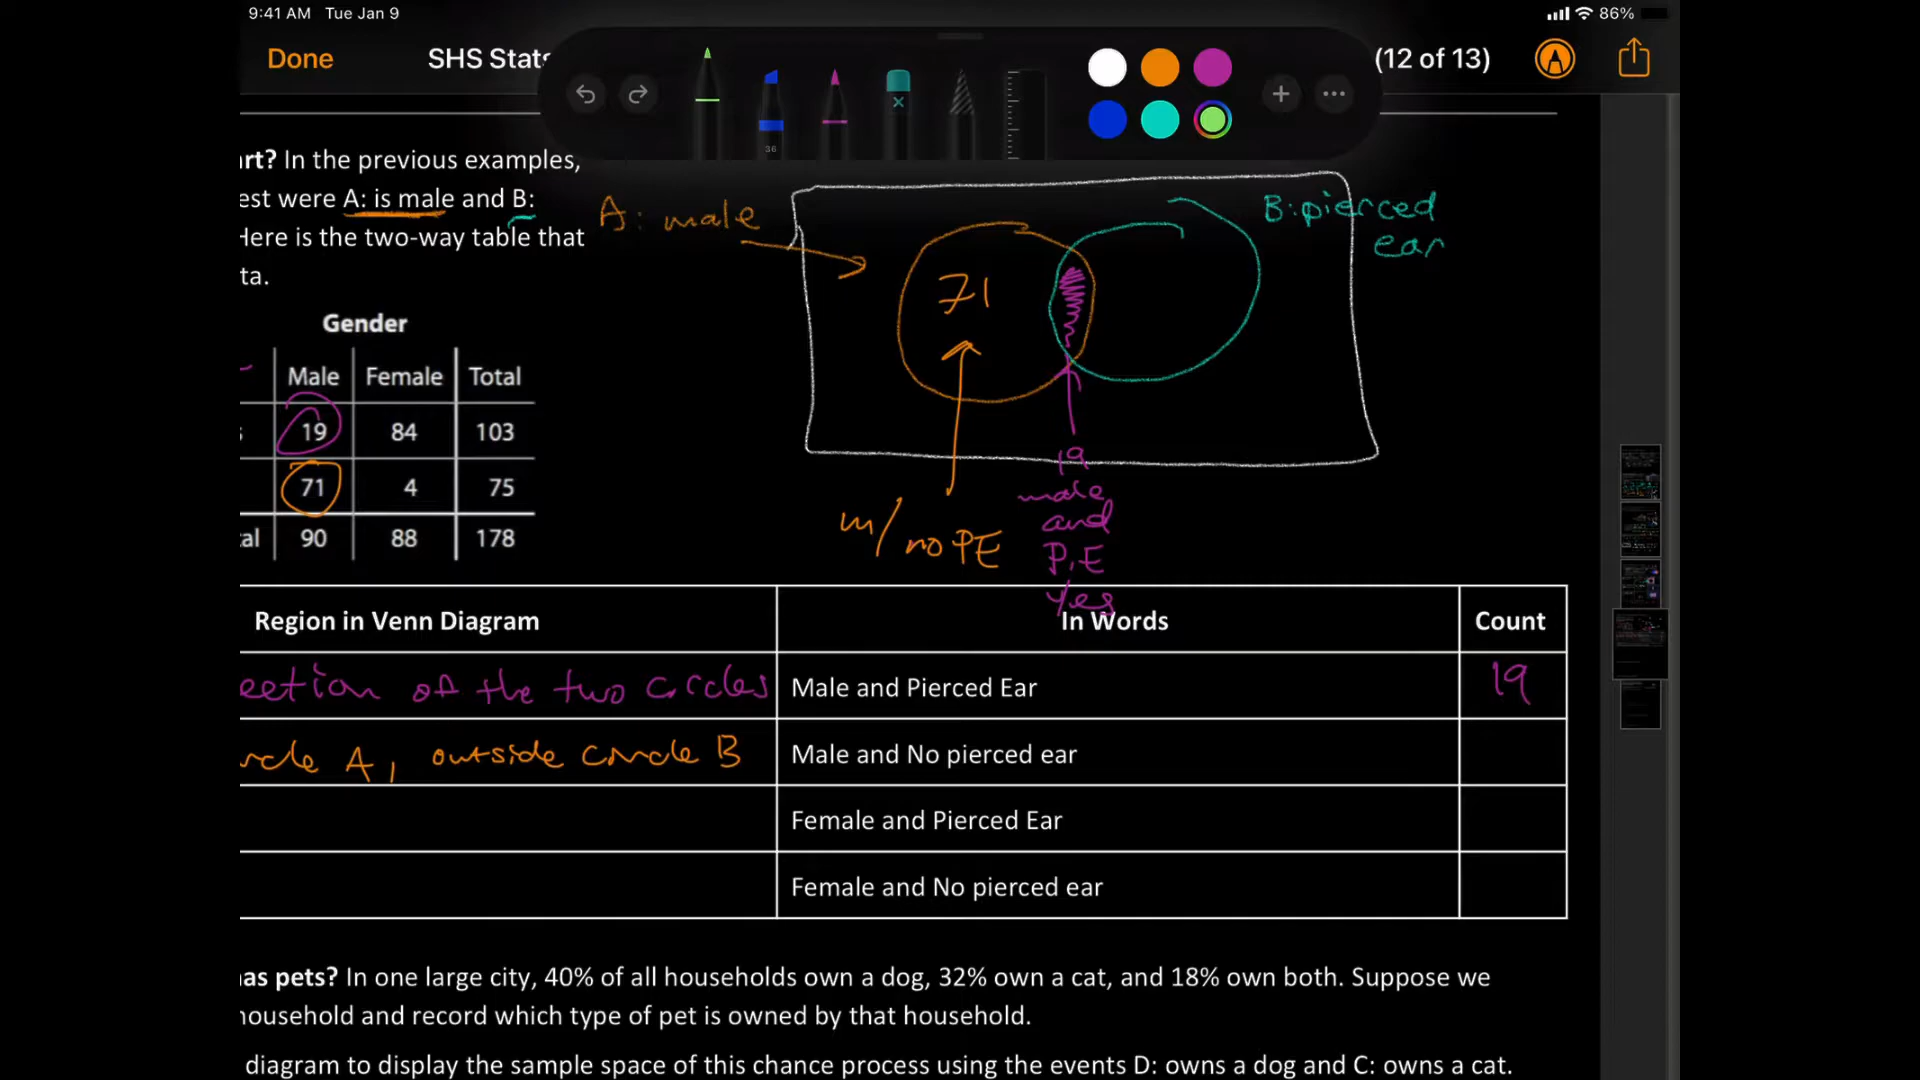 9:41 AM Tue Jan 9
86%
Done
SHS Stats
(12 of 13)
36
art? In the previous examples,
est were A: is male and B:
Here is the two-way table that
ta.
A: male
B: pierced
ear
71
Gender
Male Female Total
19 84 103
71 4 75
al 90 88 178
m/ no PE
19
male
and
P.E
yes
Region in Venn Diagram In Words Count
ection of the two circles Male and Pierced Ear 19
rcle A, outside circle B Male and No pierced ear
Female and Pierced Ear
Female and No pierced ear
as pets? In one large city, 40% of all households own a dog, 32% own a cat, and 18% own both. Suppose we
household and record which type of pet is owned by that household.
diagram to display the sample space of this chance process using the events D: owns a dog and C: owns a cat.